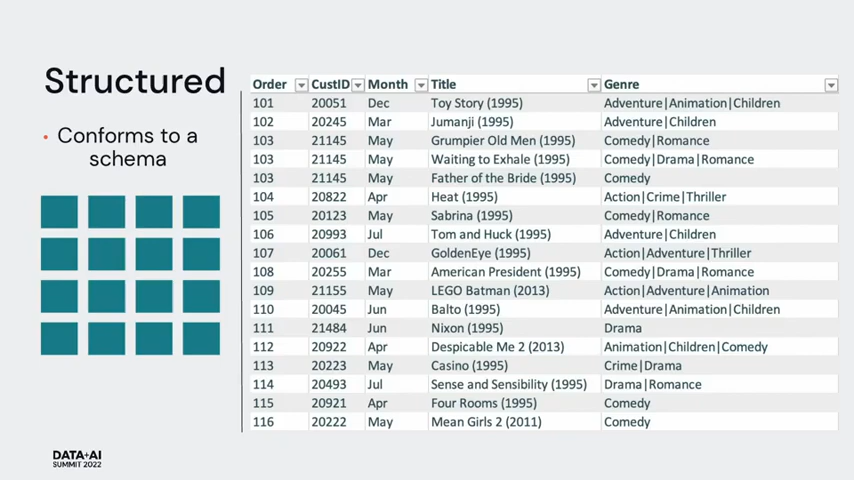 Structured
• Conforms to a
schema
Order CustID Month Title Genre
101 20051 Dec Toy Story (1995) Adventure|Animation|Children
102 20245 Mar Jumanji (1995) Adventure|Children
103 21145 May Grumpier Old Men (1995) Comedy|Romance
103 21145 May Waiting to Exhale (1995) Comedy|Drama|Romance
103 21145 May Father of the Bride (1995) Comedy
104 20822 Apr Heat (1995) Action|Crime|Thriller
105 20123 May Sabrina (1995) Comedy|Romance
106 20993 Jul Tom and Huck (1995) Adventure|Children
107 20061 Dec GoldenEye (1995) Action|Adventure|Thriller
108 20255 Mar American President (1995) Comedy|Drama|Romance
109 21155 May LEGO Batman (2013) Action|Adventure|Animation
110 20045 Jun Balto (1995) Adventure|Animation|Children
111 21484 Jun Nixon (1995) Drama
112 20922 Apr Despicable Me 2 (2013) Animation|Children|Comedy
113 20223 May Casino (1995) Crime|Drama
114 20493 Jul Sense and Sensibility (1995) Drama|Romance
115 20921 Apr Four Rooms (1995) Comedy
116 20222 May Mean Girls 2 (2011) Comedy
DATA+AI
SUMMIT 2022